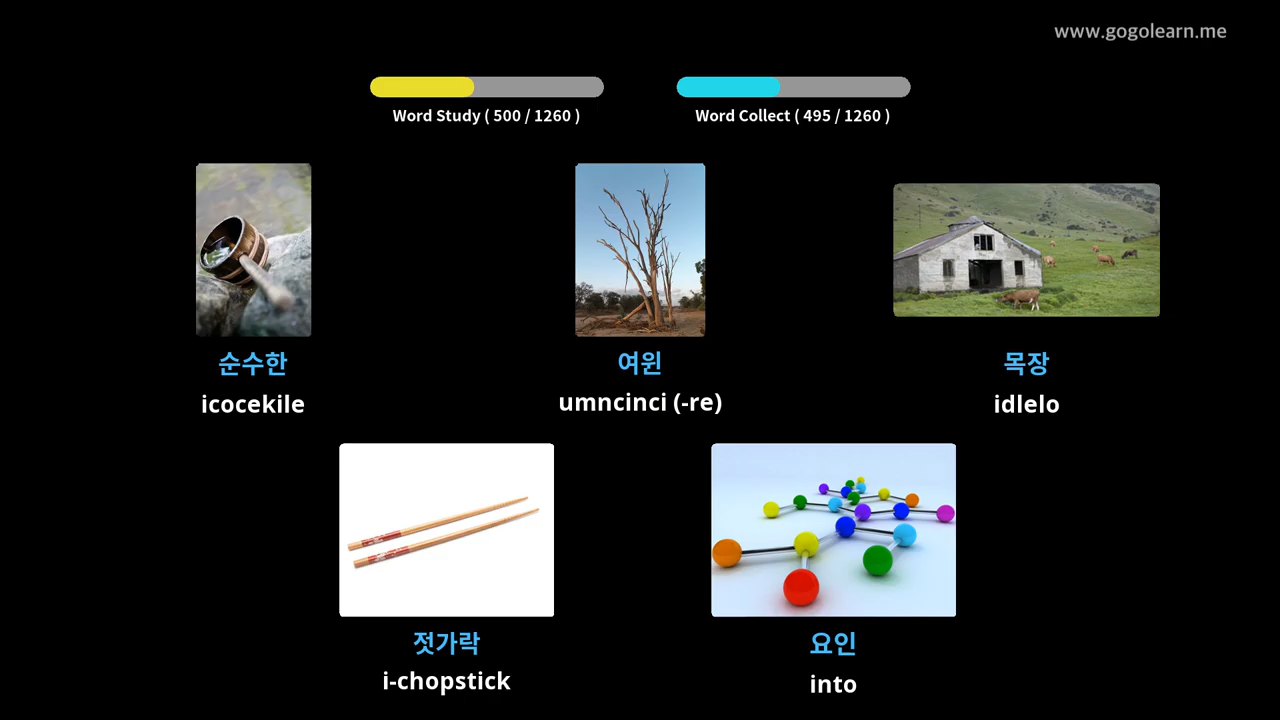 www.gogolearn.me
Word Study ( 500 / 1260 )
Word Collect ( 495 / 1260 )
순수한
icocekile
여윈
umncinci (-re)
목장
idlelo
젓가락
i-chopstick
요인
into